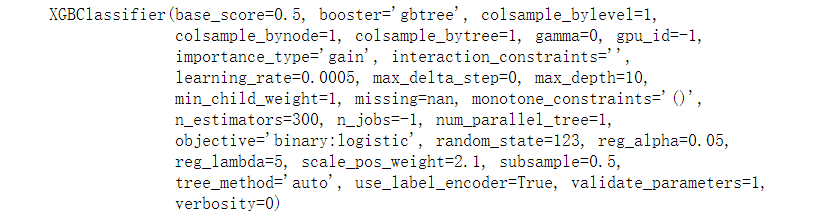 XGBClassifier(base_score=0.5, booster='gbtree', colsample_bylevel=1,
colsample_bynode=1, colsample_bytree=1, gamma=0, gpu_id=-1,
importance_type='gain', interaction_constraints='',
learning_rate=0.0005, max_delta_step=0, max_depth=10,
min_child_weight=1, missing=nan, monotone_constraints='()',
n_estimators=300, n_jobs=-1, num_parallel_tree=1,
objective='binary:logistic', random_state=123, reg_alpha=0.05,
reg_lambda=5, scale_pos_weight=2.1, subsample=0.5,
tree_method='auto', use_label_encoder=True, validate_parameters=1,
verbosity=0)